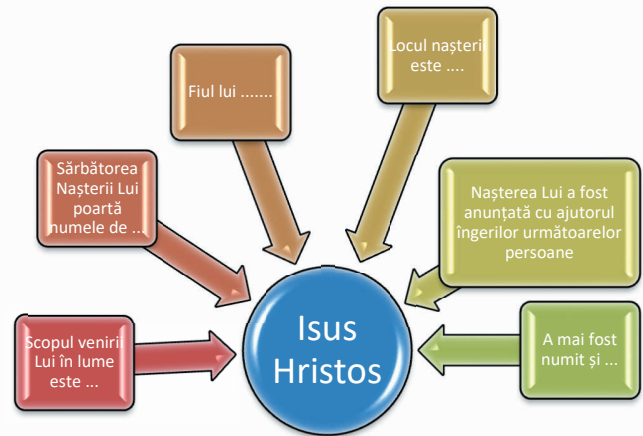 Locul nașterii
este ....
Fiul lui .......
Sărbătorea
Nașterii Lui
poartă
numele de ...
Nașterea Lui a fost
anunțată cu ajutorul
îngerilor următoarelor
persoane
Scopul venirii
Lui în lume
este ...
A mai fost
numit și ...
Isus
Hristos